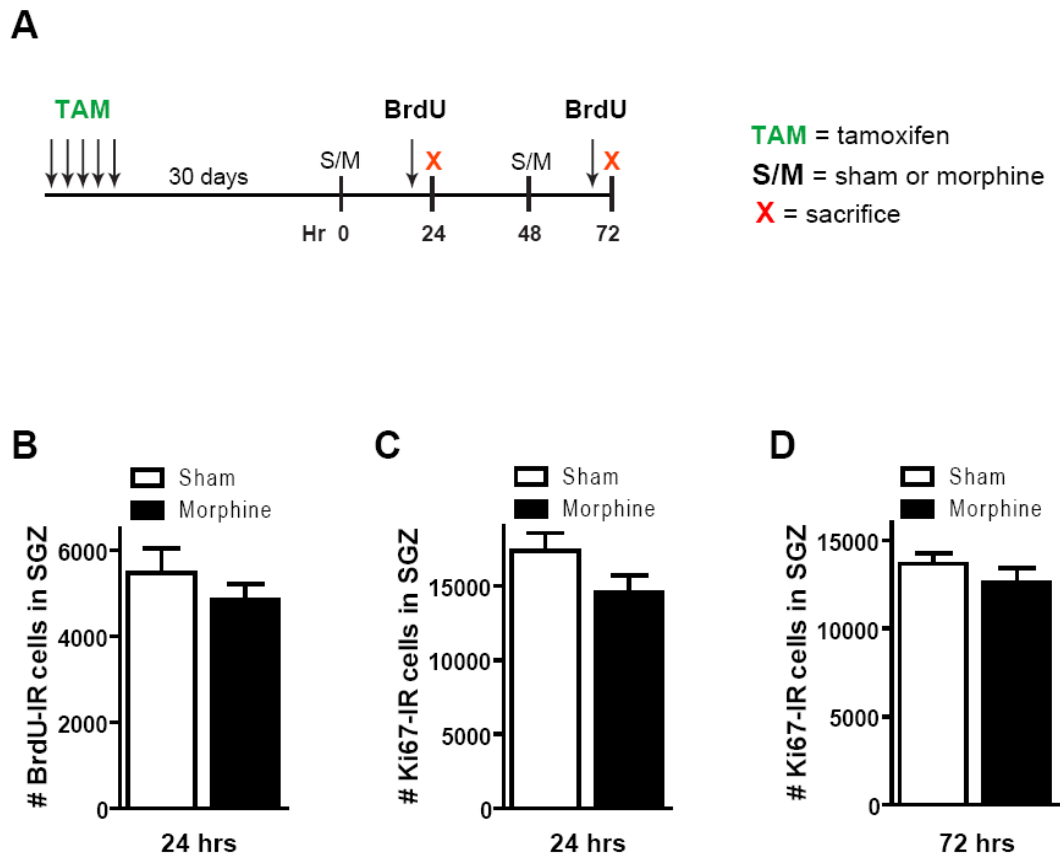 A
TAM
BrdU
BrdU
TAM = tamoxifen
S/M
X
S/M
X
30 days
S/M = sham or morphine
Hr 0
24
48
72
X = sacrifice
B
Sham
Morphine
# BrdU-IR cells in SGZ
6000
4000
2000
0
24 hrs
C
Sham
Morphine
# Ki67-IR cells in SGZ
15000
10000
5000
0
24 hrs
D
Sham
Morphine
# Ki67-IR cells in SGZ
15000
10000
5000
0
72 hrs